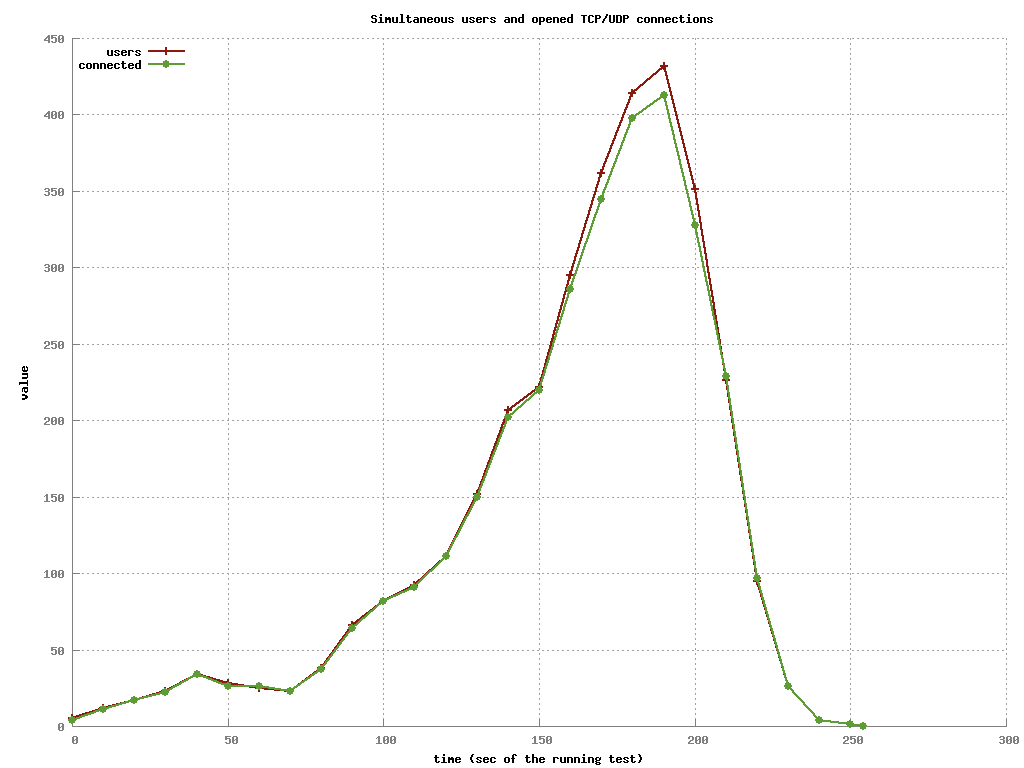 Simultaneous users and opened TCP/UDP connections
450
users
connected
400
350
300
250
value
200
150
100
50
0
0 50 100 150 200 250 300
time (sec of the running test)